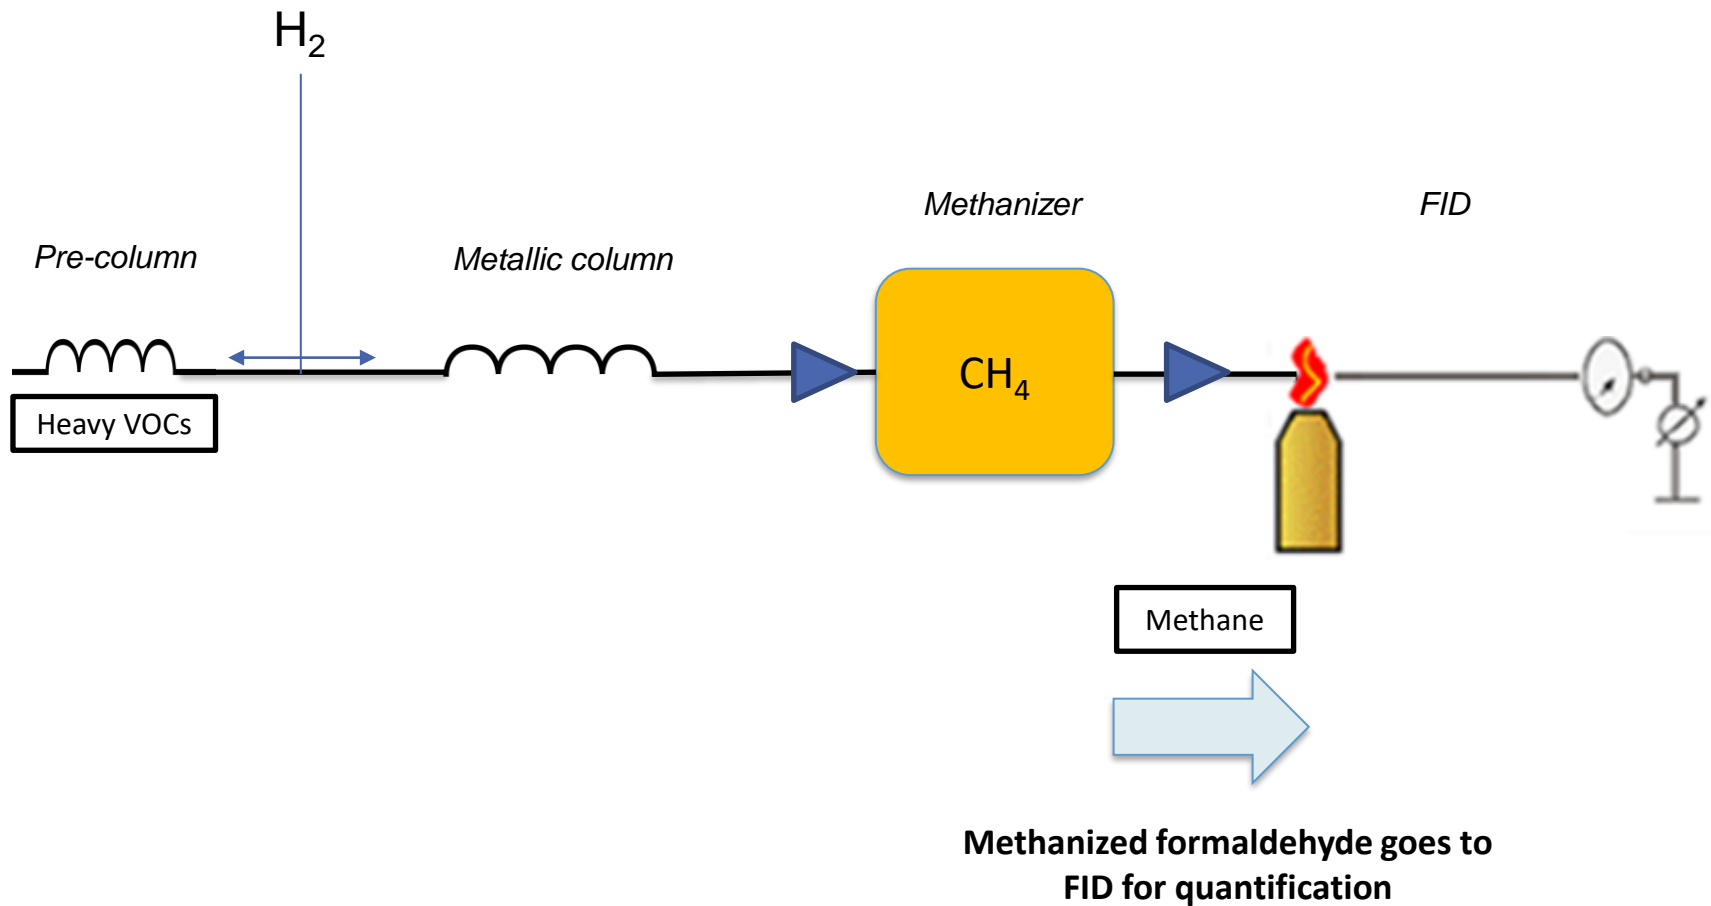 H2
Methanizer
FID
Pre-column
Metallic column
CH4
Heavy VOCs
Methane
Methanized formaldehyde goes to
FID for quantification